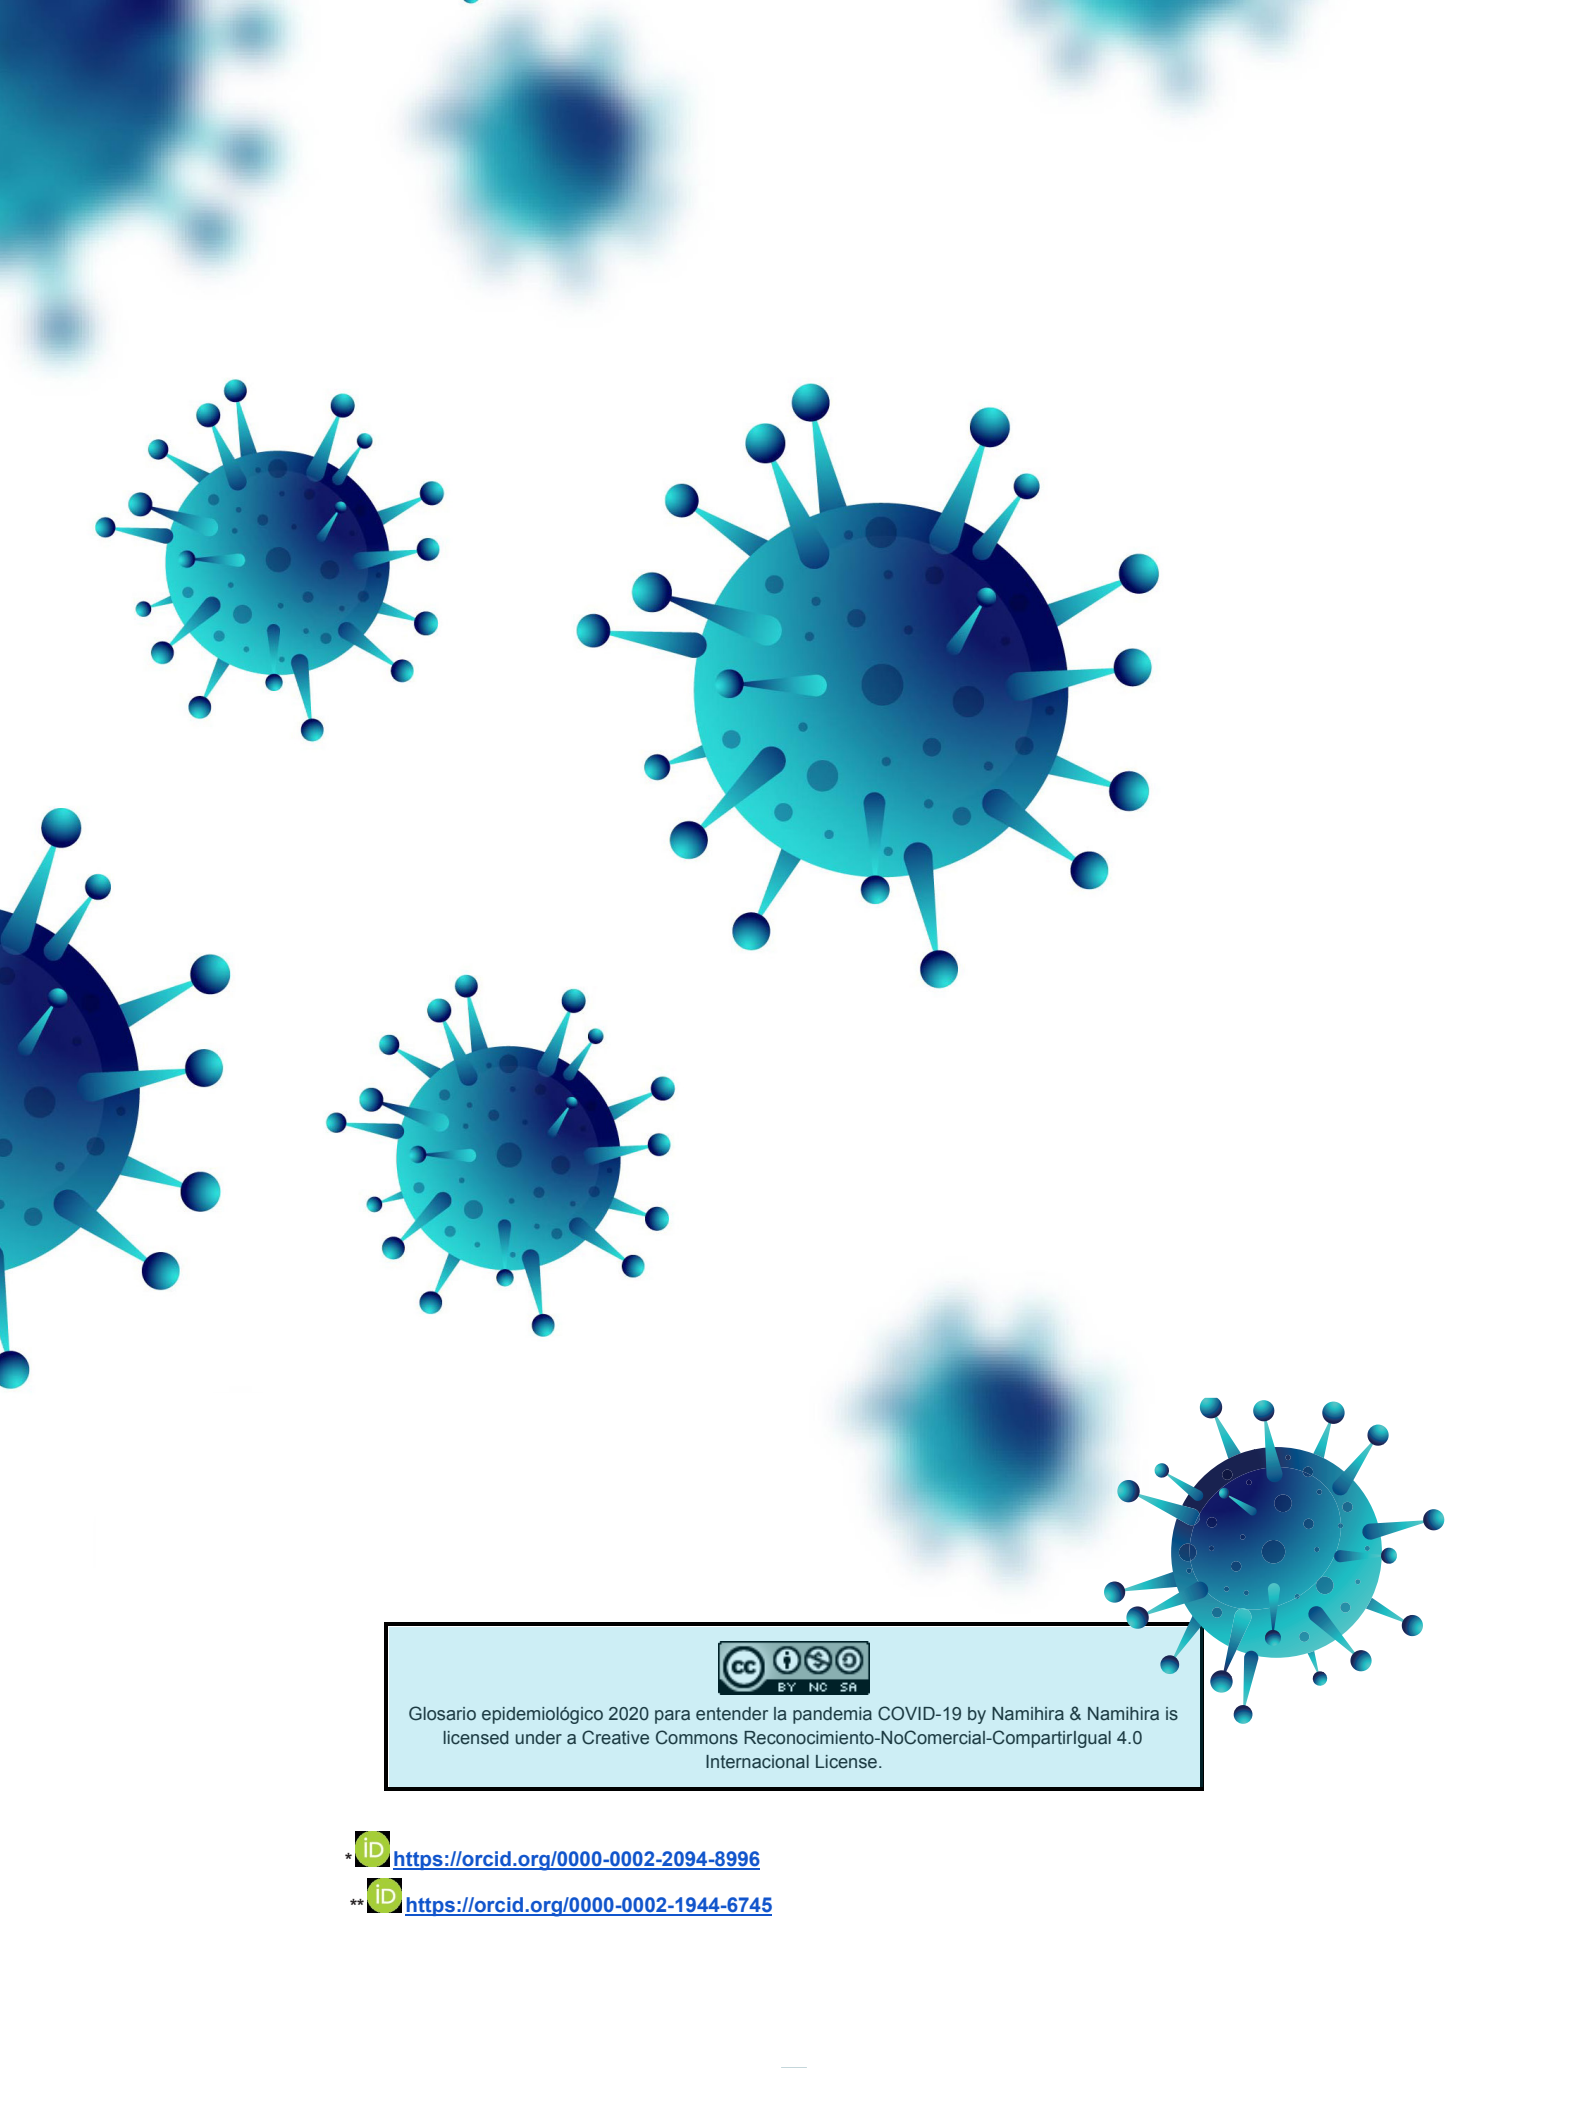 cc
BY NC SA
Glosario epidemiológico 2020 para entender la pandemia COVID-19 by Namihira & Namihira is
licensed under a Creative Commons Reconocimiento-NoComercial-CompartirIgual 4.0
Internacional License.
* iD https://orcid.org/0000-0002-2094-8996
** iD https://orcid.org/0000-0002-1944-6745